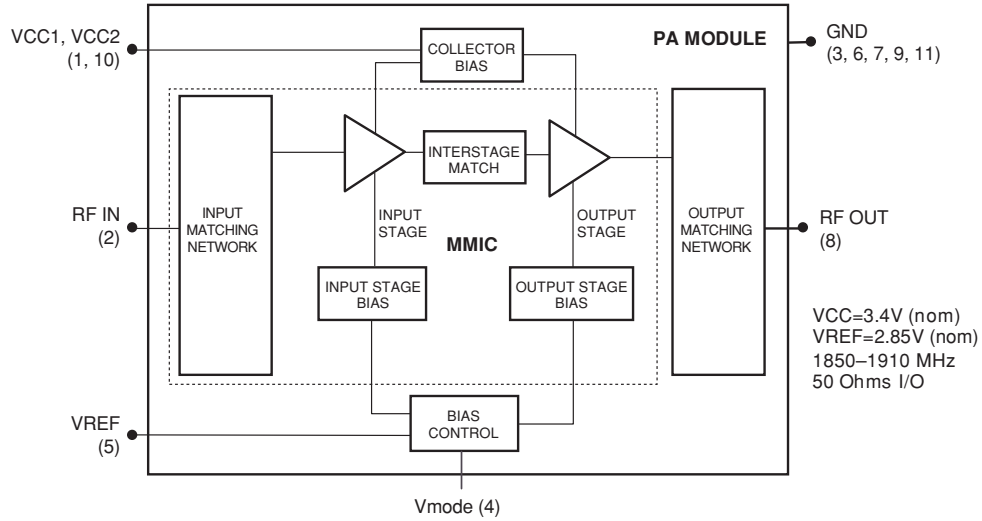 VCC1, VCC2
(1, 10)
COLLECTOR
BIAS
PA MODULE
GND
(3, 6, 7, 9, 11)
INTERSTAGE
MATCH
RF IN
(2)
INPUT
MATCHING
NETWORK
INPUT
STAGE
MMIC
OUTPUT
STAGE
OUTPUT
MATCHING
NETWORK
RF OUT
(8)
INPUT STAGE
BIAS
OUTPUT STAGE
BIAS
VCC=3.4V (nom)
VREF=2.85V (nom)
1850–1910 MHz
50 Ohms I/O
VREF
(5)
BIAS
CONTROL
Vmode (4)